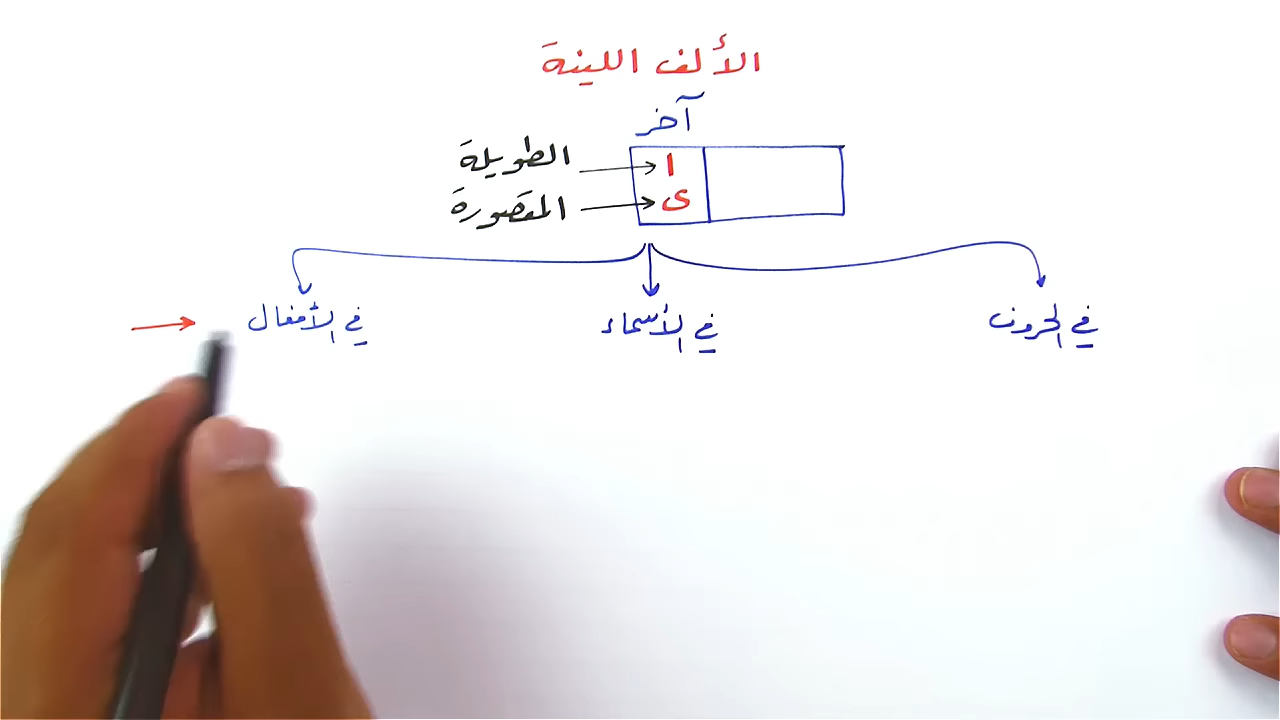 الألف اللينة
آخر
ا الطويلة
ى المقصورة
في الحروف
في الأسماء
في الأفعال